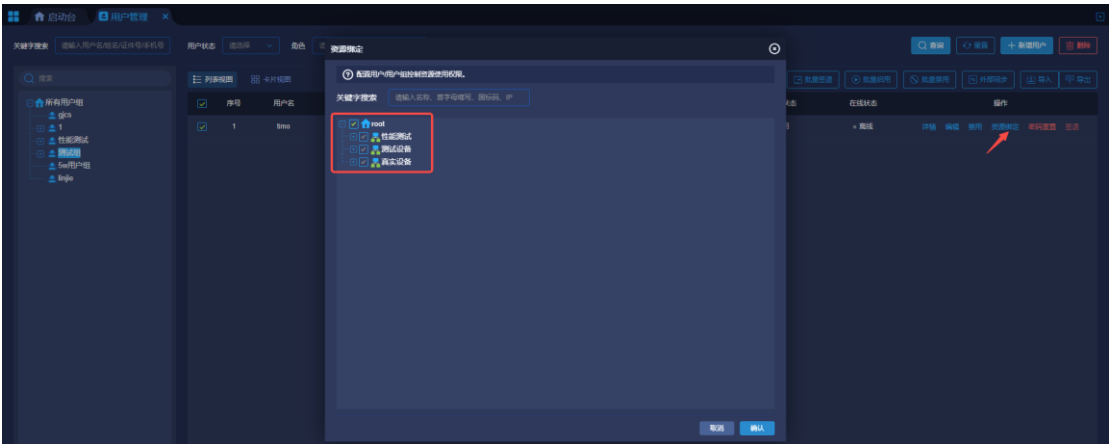 启动台 用户管理 ×
关键字搜索 请输入用户名/姓名/证件号/手机号 用户状态 请选择 角色 查询 重置 + 新增用户 删除
资源绑定
配置用户/用户组控制资源使用权限。
搜索 列表视图 卡片视图 批量签退 批量启用 批量禁用 外部同步 导入 导出
关键字搜索 请输入名称、首字母缩写、国标码、IP
所有用户组
gjcs
1
性能测试
测试组
5w用户组
linjie
序号 用户名 在线状态 操作
1 timo 离线 详情 编辑 禁用 资源绑定 密码重置 签退
root
性能测试
测试设备
真实设备
取消 确认